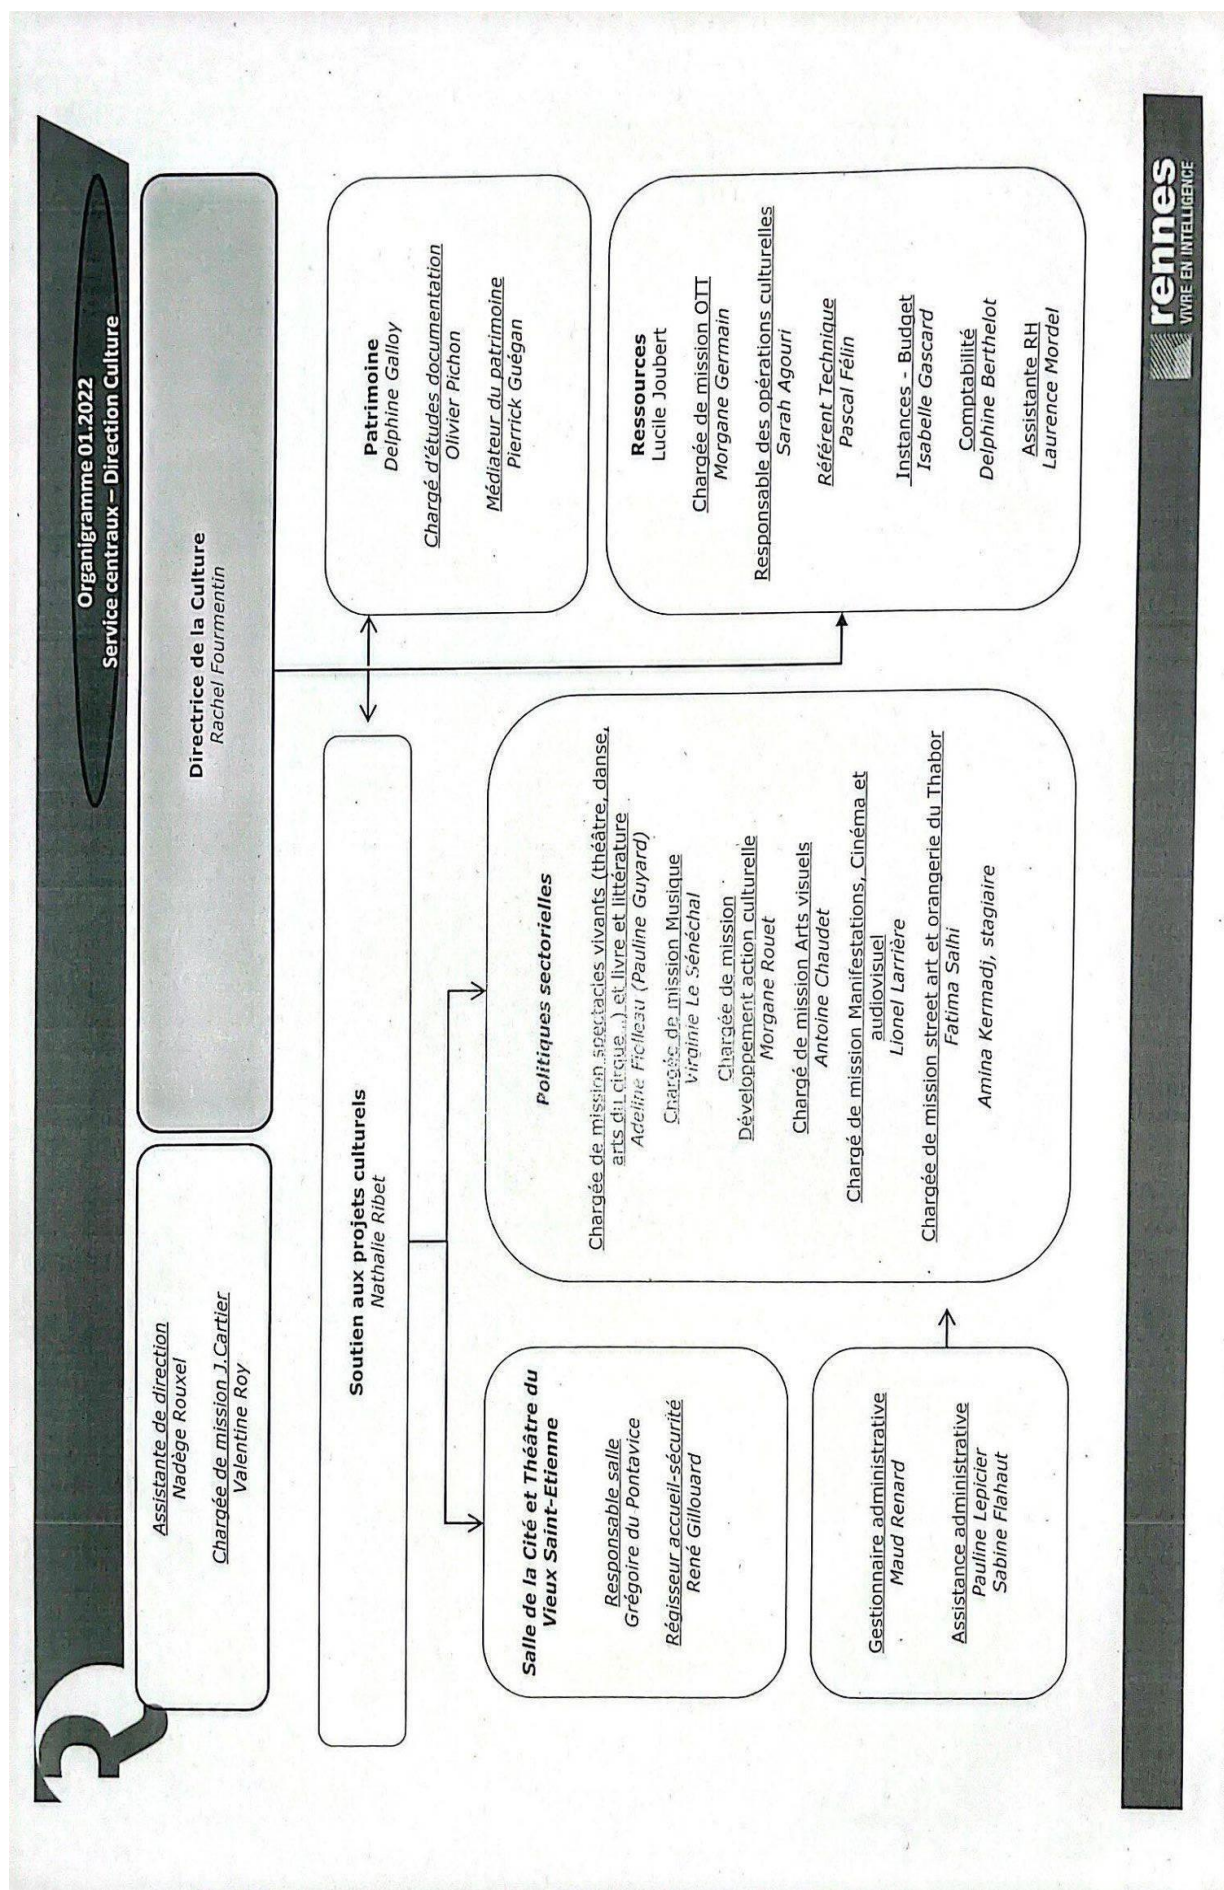 Organigramme 01.2022
Service centraux – Direction Culture
Assistante de direction
Nadège Rouxel
Chargée de mission J.Cartier
Valentine Roy
Directrice de la Culture
Rachel Fourmentin
Soutien aux projets culturels
Nathalie Ribet
Patrimoine
Delphine Galloy
Chargé d'études documentation
Olivier Pichon
Médiateur du patrimoine
Pierrick Guégan
Salle de la Cité et Théâtre du
Vieux Saint-Etienne
Responsable salle
Grégoire du Pontavice
Régisseur accueil-sécurité
René Gillouard
Politiques sectorielles
Chargée de mission spectacles vivants (théâtre, danse,
arts du cirque...) et livre et littérature
Adeline (Pauline Guyard)
Chargée de mission Musique
Virginie Le Sénéchal
Chargée de mission
Développement action culturelle
Morgane Rouet
Chargé de mission Arts visuels
Antoine Chaudet
Chargé de mission Manifestations, Cinéma et
audiovisuel
Lionel Larrière
Chargée de mission street art et orangerie du Thabor
Fatima Salhi
Amina Kermadj, stagiaire
Ressources
Lucile Joubert
Chargée de mission OTT
Morgane Germain
Responsable des opérations culturelles
Sarah Agouri
Référent Technique
Pascal Félin
Instances - Budget
Isabelle Gascard
Comptabilité
Delphine Berthelot
Assistante RH
Laurence Mordel
Gestionnaire administrative
Maud Renard
Assistance administrative
Pauline Lepicier
Sabine Flahaut
rennes
VIVRE EN INTELLIGENCE